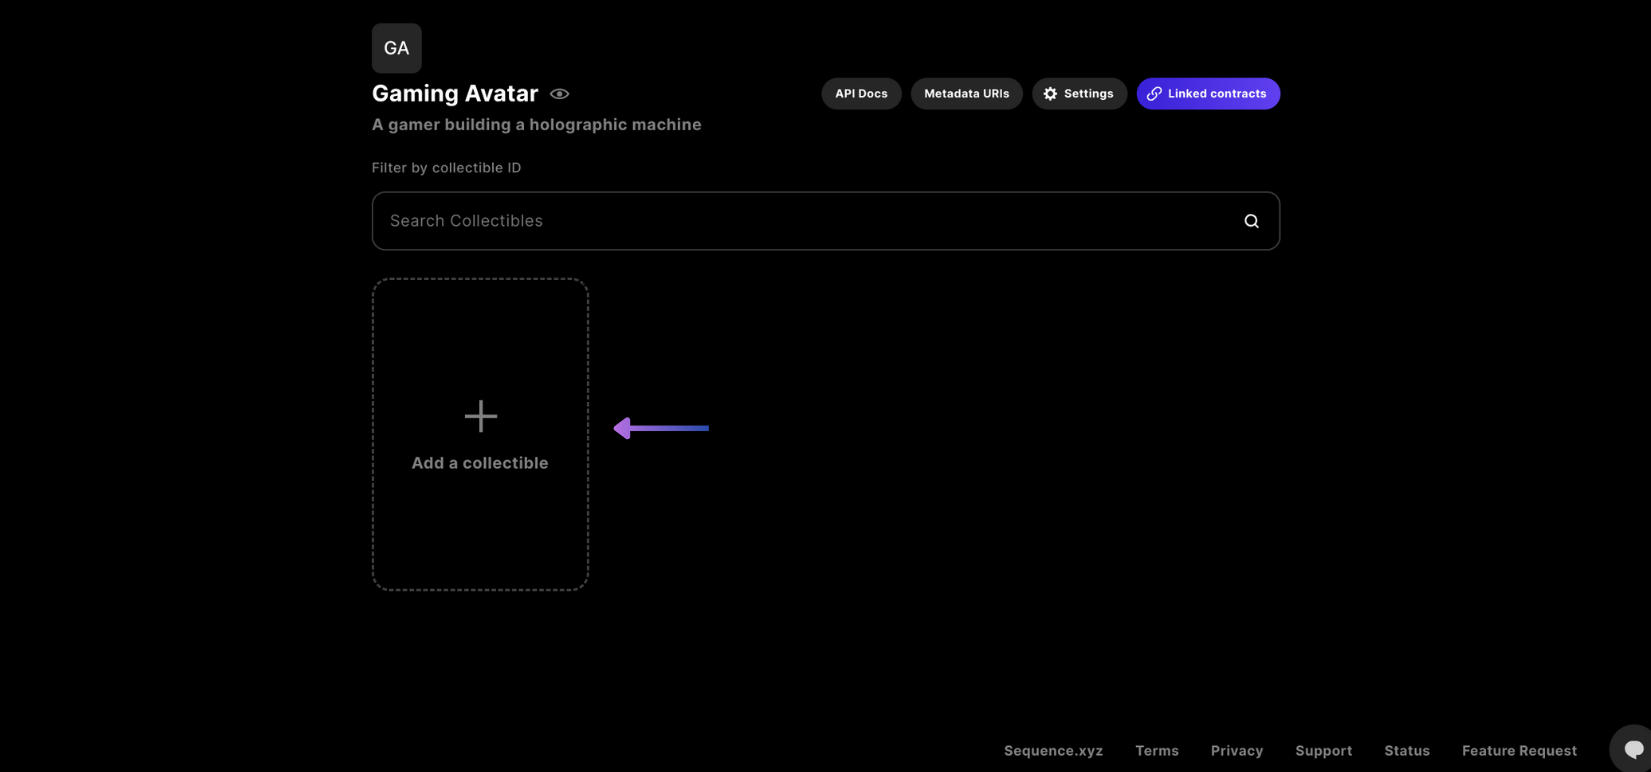 GA
Gaming Avatar
API Docs
Metadata URIs
Settings
Linked contracts
A gamer building a holographic machine
Filter by collectible ID
Search Collectibles
Add a collectible
Sequence.xyz
Terms
Privacy
Support
Status
Feature Request